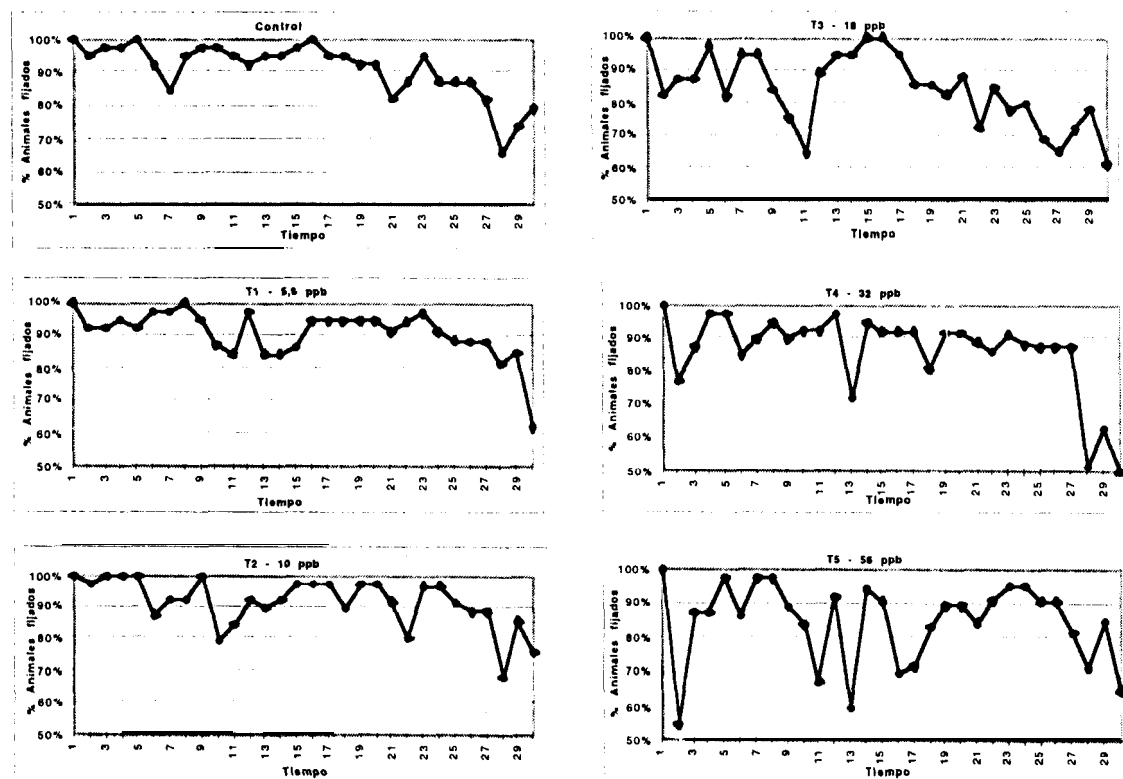 Control
% Animales fijados
100%
90%
80%
70%
60%
50%
1 3 5 7 9 11 13 15 17 19 21 23 25 27 29
Tiempo
T1 - 5,6 ppb
% Animales fijados
100%
90%
80%
70%
60%
50%
1 3 5 7 9 11 13 15 17 19 21 23 25 27 29
Tiempo
T2 - 10 ppb
% Animales fijados
100%
90%
80%
70%
60%
50%
1 3 5 7 9 11 13 15 17 19 21 23 25 27 29
Tiempo
T3 - 18 ppb
% Animales fijados
100%
90%
80%
70%
60%
50%
1 3 5 7 9 11 13 15 17 19 21 23 25 27 29
Tiempo
T4 - 32 ppb
% Animales fijados
100%
90%
80%
70%
60%
50%
1 3 5 7 9 11 13 15 17 19 21 23 25 27 29
Tiempo
T5 - 56 ppb
% Animales fijados
100%
90%
80%
70%
60%
50%
1 3 5 7 9 11 13 15 17 19 21 23 25 27 29
Tiempo